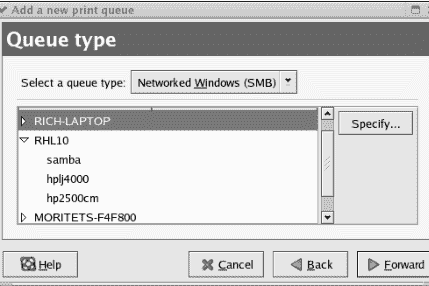 Add a new print queue
Queue type
Select a queue type: Networked Windows (SMB)
RICH-LAPTOP
Specify...
RHL10
samba
hplj4000
hp2500cm
MORITETS-F4F800
Help
Cancel
Back
Forward